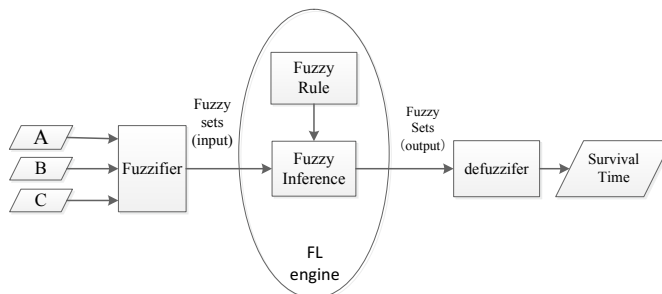 A
B
C
Fuzzifier
Fuzzy
sets
(input)
Fuzzy
Rule
Fuzzy
Inference
FL
engine
Fuzzy
Sets
(output)
defuzzifer
Survival
Time